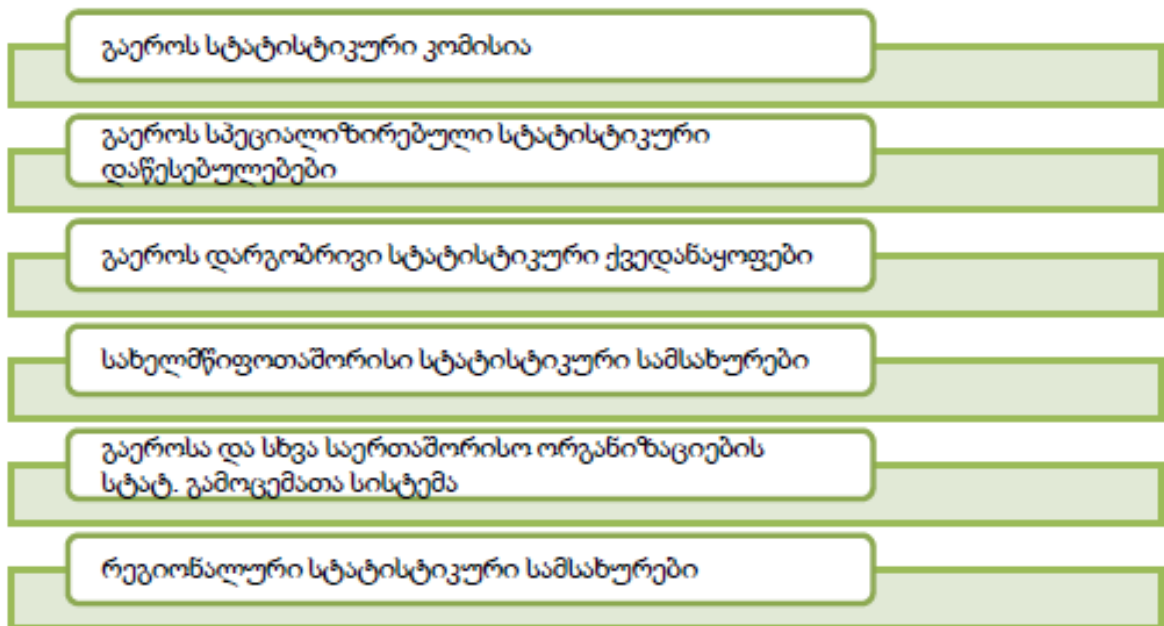 გაეროს სტატისტიკური კომისია
გაეროს სპეციალიზირებული სტატისტიკური
დაწესებულებები
გაეროს დარგობრივი სტატისტიკური ქვედანაყოფები
სახელმწიფოთაშორისი სტატისტიკური სამსახურები
გაეროსა და სხვა საერთაშორისო ორგანიზაციების
სტატ. გამოცემათა სისტემა
რეგიონალური სტატისტიკური სამსახურები